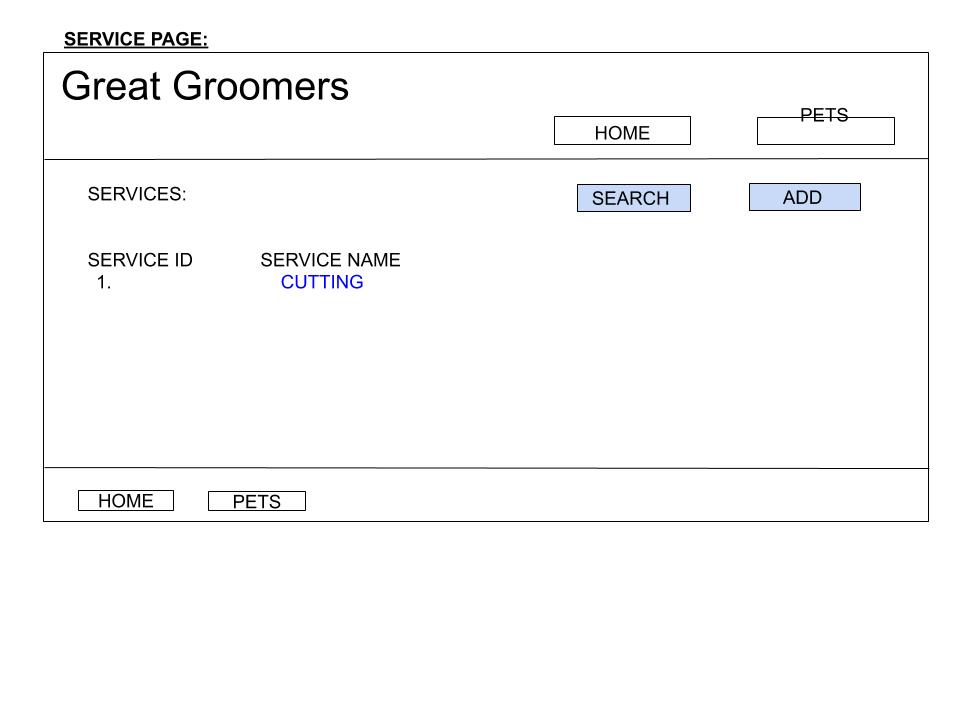 SERVICE PAGE:
Great Groomers
HOME PETS
SERVICES: SEARCH ADD
SERVICE ID SERVICE NAME
1. CUTTING
HOME PETS